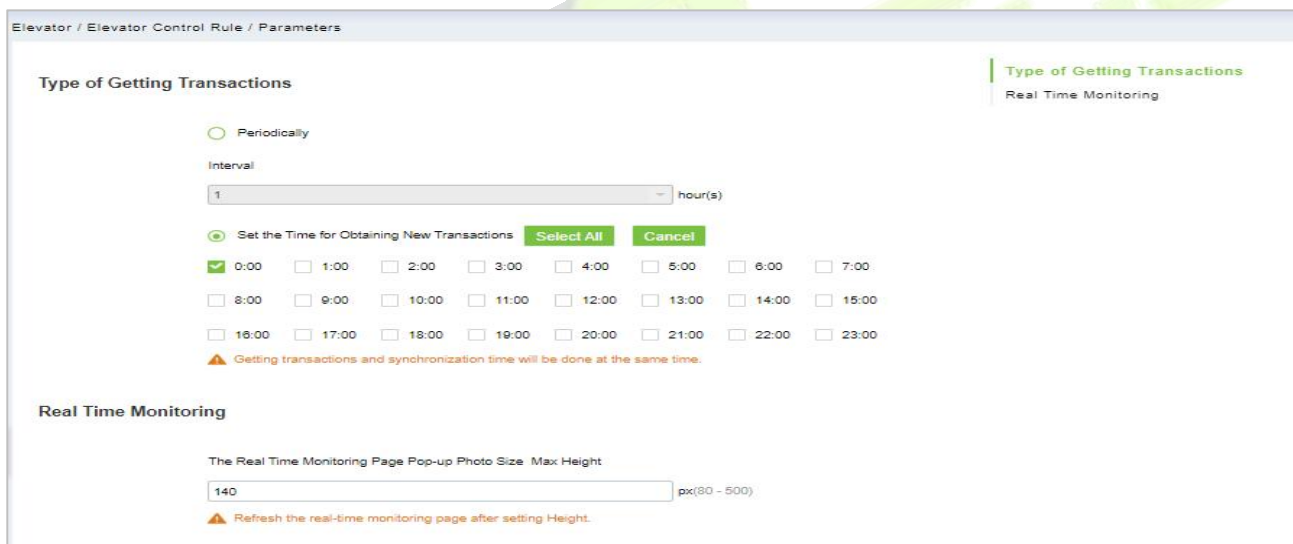 Elevator / Elevator Control Rule / Parameters
Type of Getting Transactions
Type of Getting Transactions
Real Time Monitoring
Periodically
Interval
1 hour(s)
Set the Time for Obtaining New Transactions Select All Cancel
0:00 1:00 2:00 3:00 4:00 5:00 6:00 7:00
8:00 9:00 10:00 11:00 12:00 13:00 14:00 15:00
16:00 17:00 18:00 19:00 20:00 21:00 22:00 23:00
Getting transactions and synchronization time will be done at the same time.
Real Time Monitoring
The Real Time Monitoring Page Pop-up Photo Size Max Height
140 px(80 - 500)
Refresh the real-time monitoring page after setting Height.